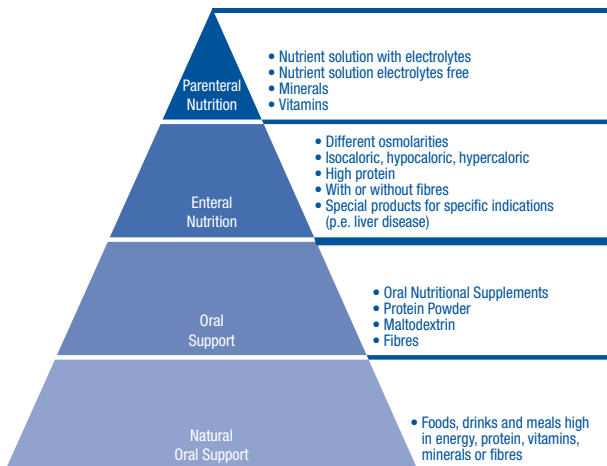 Parenteral
Nutrition
• Nutrient solution with electrolytes
• Nutrient solution electrolytes free
• Minerals
• Vitamins
Enteral
Nutrition
• Different osmolarities
• Isocaloric, hypocaloric, hypercaloric
• High protein
• With or without fibres
• Special products for specific indications
(p.e. liver disease)
Oral
Support
• Oral Nutritional Supplements
• Protein Powder
• Maltodextrin
• Fibres
Natural
Oral Support
• Foods, drinks and meals high
in energy, protein, vitamins,
minerals or fibres